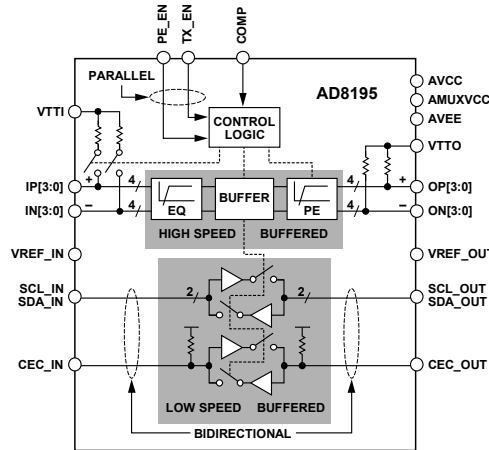 PE_EN
TX_EN
COMP
PARALLEL
AD8195
AVCC
AMUXVCC
AVEE
VTTI
CONTROL
LOGIC
VTTO
IP[3:0]
+
4
4
+
OP[3:0]
IN[3:0]
−
4
EQ
BUFFER
PE
4
−
ON[3:0]
HIGH SPEED
BUFFERED
VREF_IN
VREF_OUT
SCL_IN
SDA_IN
2
2
SCL_OUT
SDA_OUT
CEC_IN
CEC_OUT
LOW SPEED
BUFFERED
BIDIRECTIONAL